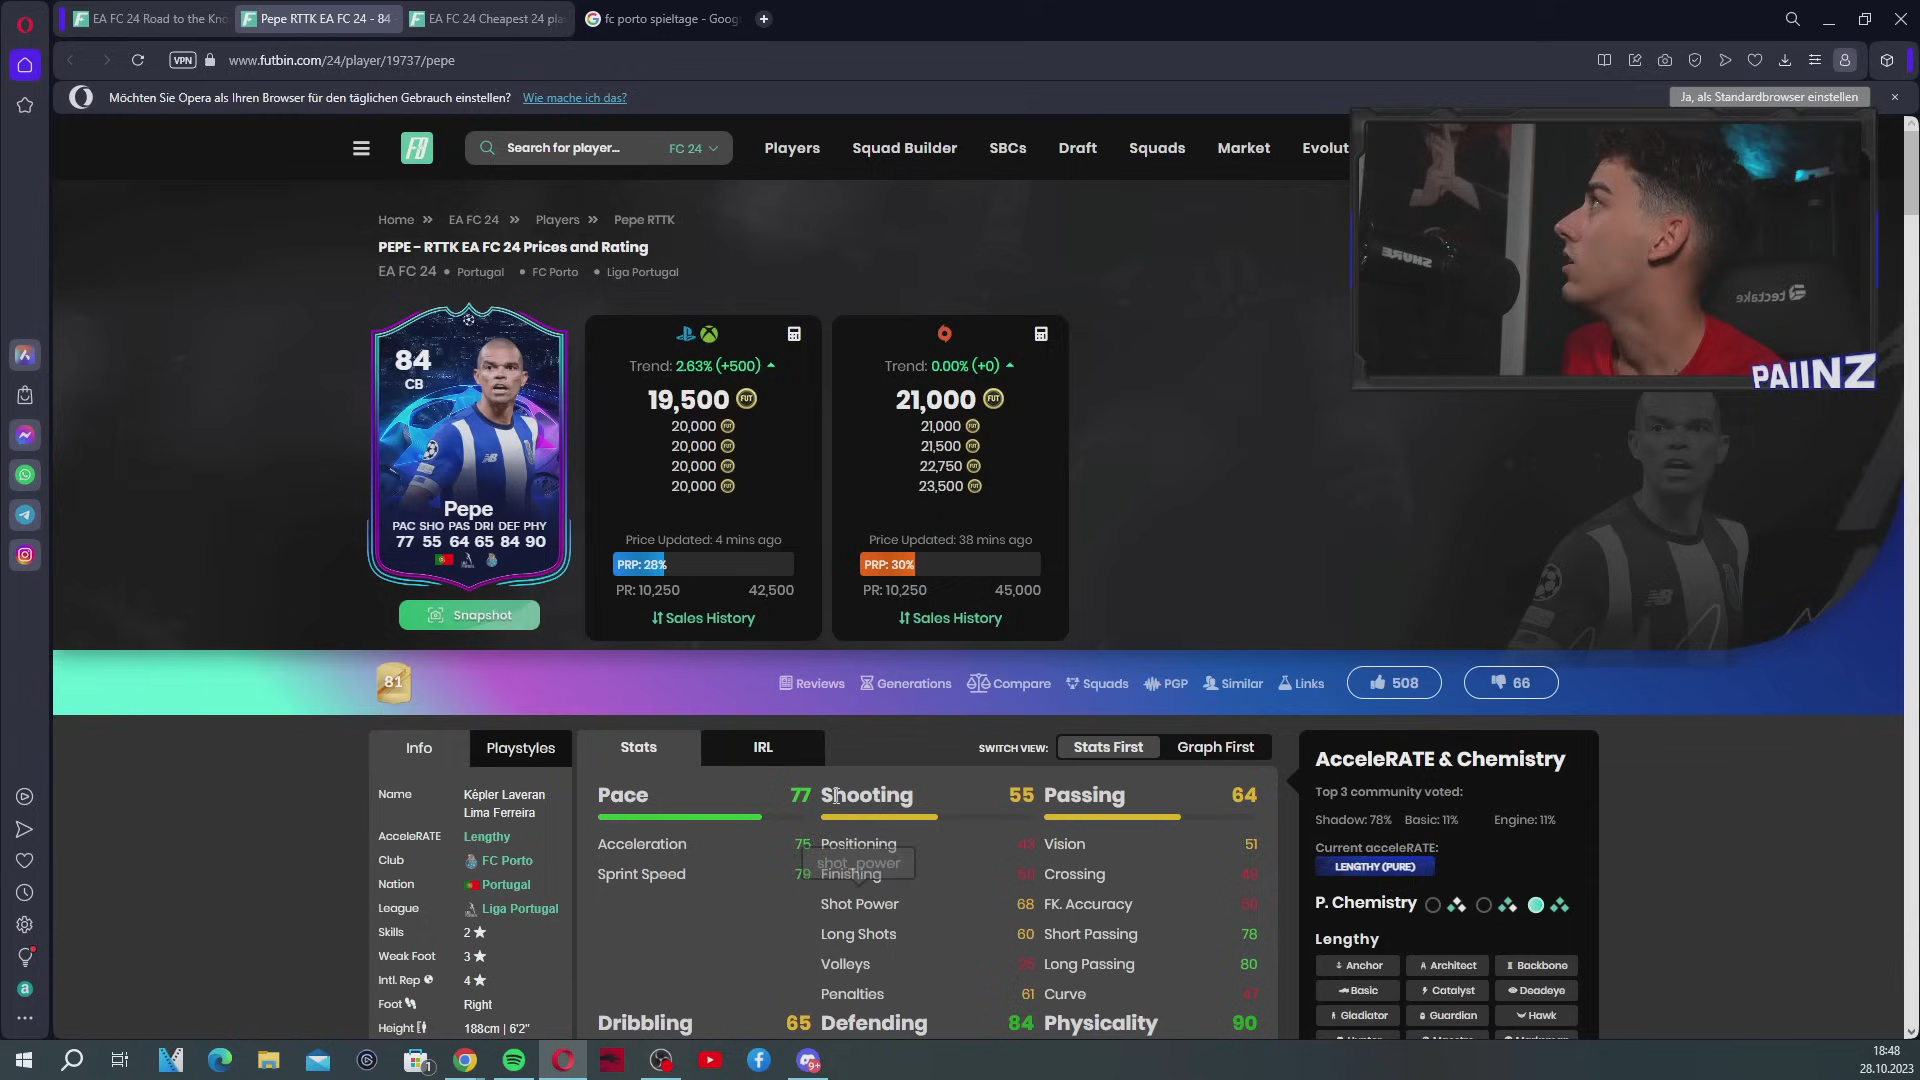 EA FC 24 Road to the Kno
Pepe RTTK EA FC 24 - 84
EA FC 24 Cheapest 24 pla
fc porto spieltage - Goog
VPN
www.futbin.com/24/player/19737/pepe
Möchten Sie Opera als Ihren Browser für den täglichen Gebrauch einstellen? Wie mache ich das?
Ja, als Standardbrowser einstellen
FB
Search for player...
FC 24
Players
Squad Builder
SBCs
Draft
Squads
Market
Evolut
SHURE
tectake
PAIINZ
Home » EA FC 24 » Players » Pepe RTTK
PEPE - RTTK EA FC 24 Prices and Rating
EA FC 24 • Portugal • FC Porto • Liga Portugal
84
CB
Pepe
PAC SHO PAS DRI DEF PHY
77 55 64 65 84 90
Snapshot
Trend: 2.63% (+500)
19,500
20,000
20,000
20,000
20,000
Price Updated: 4 mins ago
PRP: 28%
PR: 10,250 42,500
Sales History
Trend: 0.00% (+0)
21,000
21,000
21,500
22,750
23,500
Price Updated: 38 mins ago
PRP: 30%
PR: 10,250 45,000
Sales History
81
Reviews
Generations
Compare
Squads
PGP
Similar
Links
508
66
Info
Playstyles
Name Képler Laveran
Lima Ferreira
AcceleRATE Lengthy
Club FC Porto
Nation Portugal
League Liga Portugal
Skills 2
Weak Foot 3
Intl. Rep 4
Foot Right
Height 188cm | 6'2"
Stats
IRL
SWITCH VIEW:
Stats First
Graph First
Pace 77
Acceleration 75
Sprint Speed 79
Dribbling 65
Shooting 55
Positioning 43
shot_power
Finishing
Shot Power 68
Long Shots 60
Volleys 25
Penalties 61
Defending 84
Passing 64
Vision 51
Crossing 49
FK. Accuracy
Short Passing 78
Long Passing 80
Curve 47
Physicality 90
AcceleRATE & Chemistry
Top 3 community voted:
Shadow: 78% Basic: 11% Engine: 11%
Current acceleRATE:
LENGTHY (PURE)
P. Chemistry
Lengthy
Anchor
Architect
Backbone
Basic
Catalyst
Deadeye
Gladiator
Guardian
Hawk
1
9+
18:48
28.10.2023